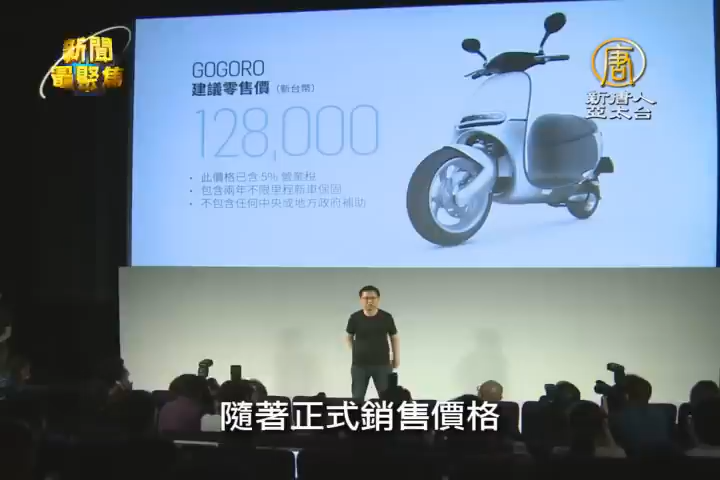 新聞
最聚焦
GOGORO
建議零售價（新台幣）
128,000
• 此價格已含 5% 營業稅
• 包含兩年不限里程新車保固
• 不包含任何中央或地方政府補助
唐
新唐人
亞太台
隨著正式銷售價格